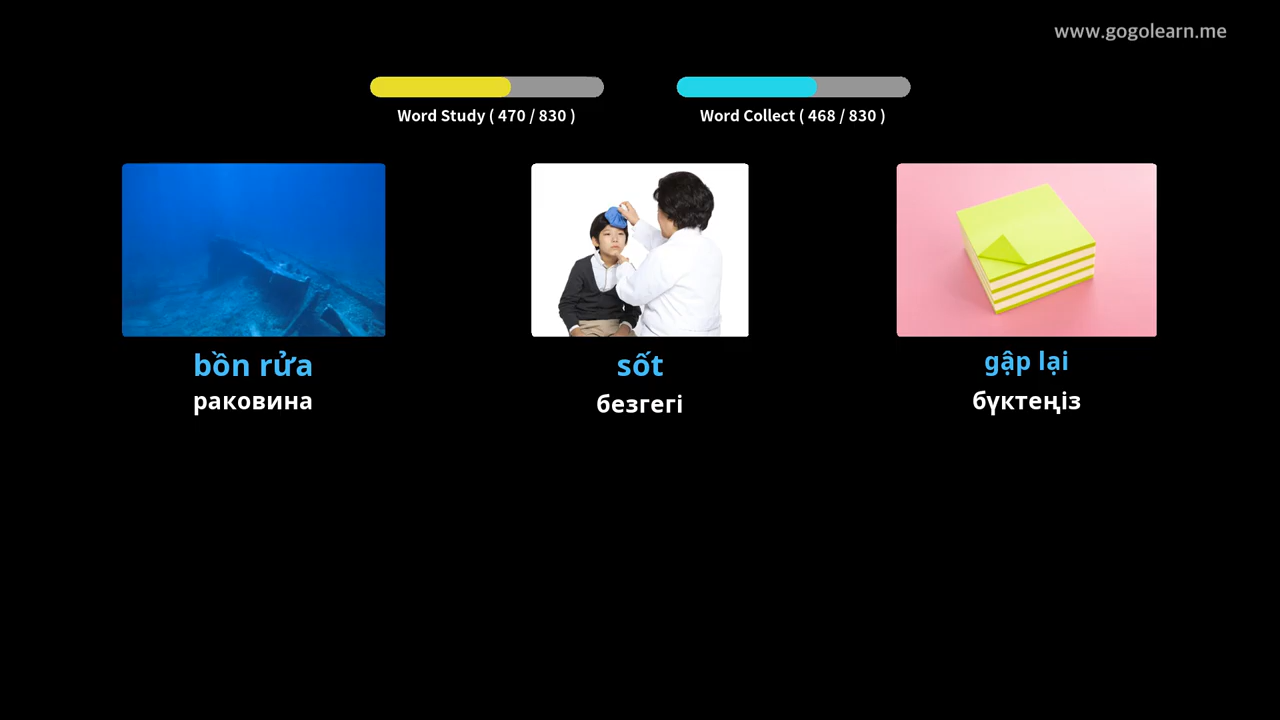 www.gogolearn.me
Word Study ( 470 / 830 )
Word Collect ( 468 / 830 )
bồn rửa
раковина
sốt
безгегі
gập lại
бүктеңіз